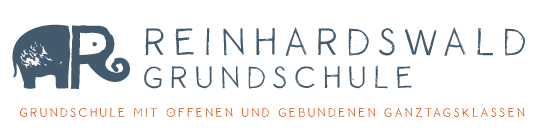 REINHARDSWALD
GRUNDSCHULE
GRUNDSCHULE MIT OFFENEN UND GEBUNDENEN GANZTAGSKLASSEN